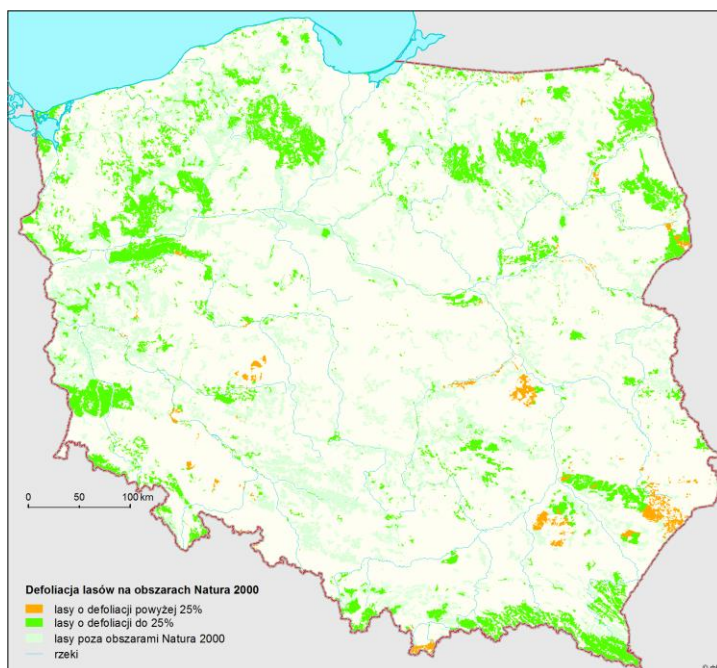 0 50 100 km
Defoliacja lasów na obszarach Natura 2000
lasy o defoliacji powyżej 25%
lasy o defoliacji do 25%
lasy poza obszarami Natura 2000
rzeki